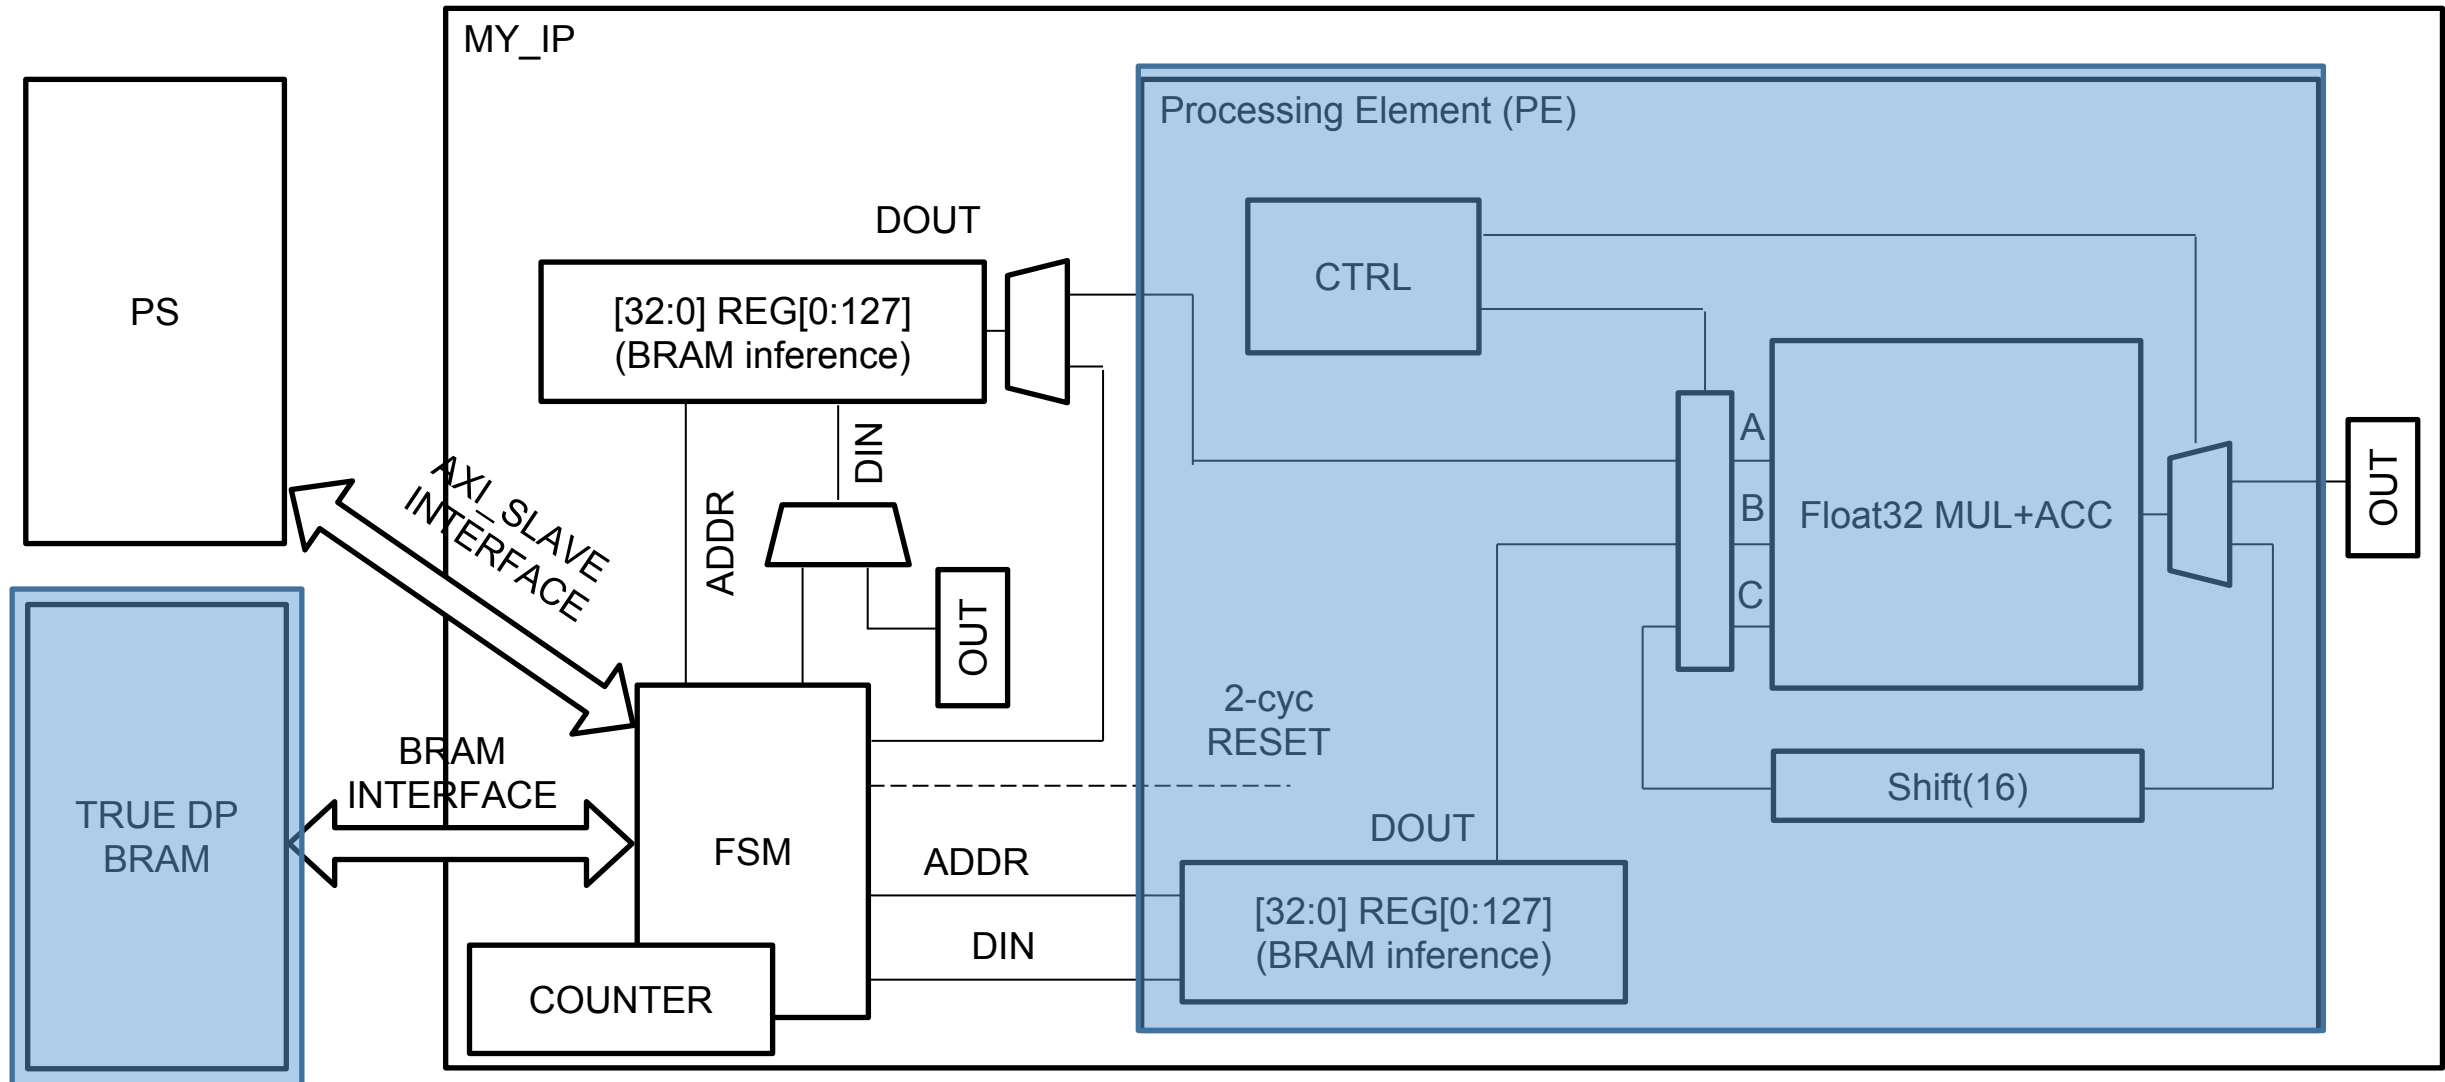 MY_IP
PS
TRUE DP
BRAM
AXI_SLAVE
INTERFACE
BRAM
INTERFACE
DOUT
[32:0] REG[0:127]
(BRAM inference)
ADDR
DIN
OUT
FSM
COUNTER
ADDR
DIN
Processing Element (PE)
CTRL
A
B
C
Float32 MUL+ACC
Shift(16)
2-cyc
RESET
DOUT
[32:0] REG[0:127]
(BRAM inference)
OUT